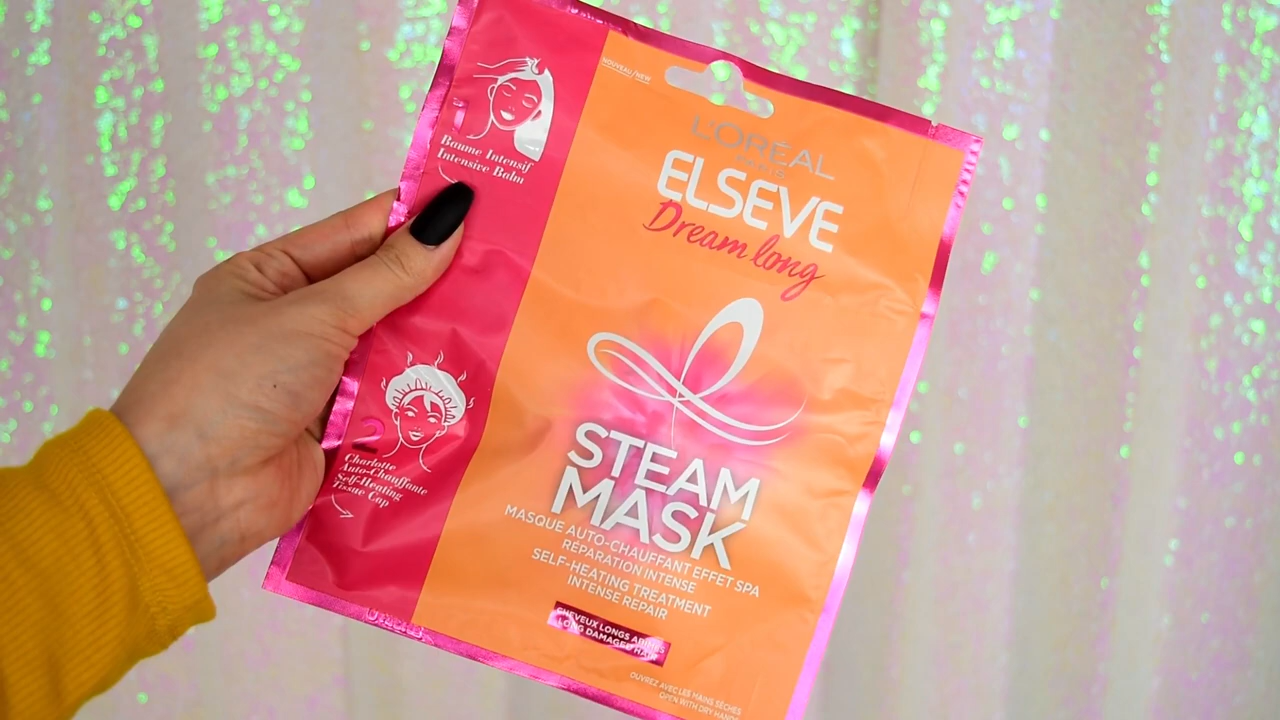 NOUVEAU/NEW
L'ORÉAL
PARIS
ELSEVE
Dream long
STEAM
MASK
MASQUE AUTO-CHAUFFANT EFFET SPA
RÉPARATION INTENSE
SELF-HEATING TREATMENT
INTENSE REPAIR
CHEVEUX LONGS ABÎMÉS
LONG DAMAGED HAIR
OUVREZ AVEC LES MAINS SÈCHES
OPEN WITH DRY HANDS
1
Baume Intensif
Intensive Balm
2
Charlotte
Auto-Chauffante
Self-Heating
Tissue Cap